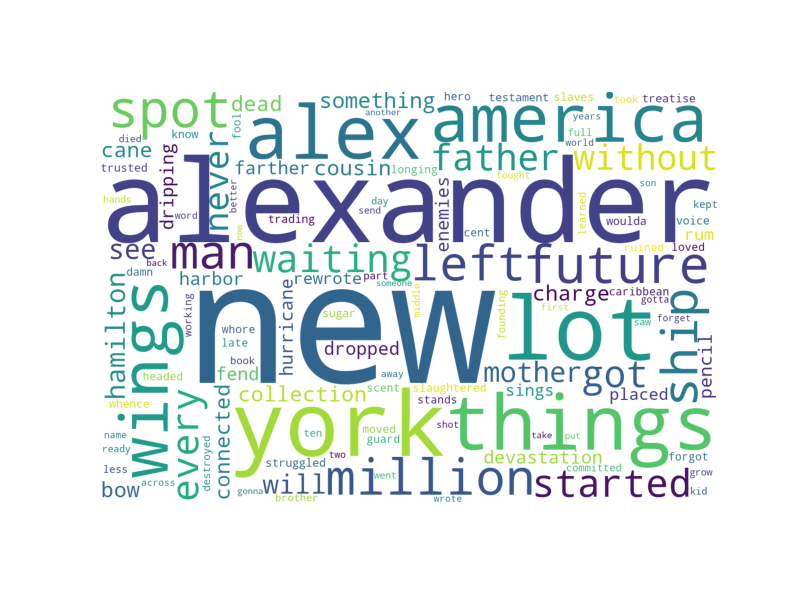 spot
dead
something
hero
testament
slaves
took
treatise
alex
america
another
years
died
know
fool
full
world
cane
never
father
without
trusted
dripping
farther
cousin
longing
enemies
fought
son
hands
alexander
word
better
day
send
cent
learned
kept
trading
woulda
voice
see
man
now
waiting
left
future
ruined
loved
rum
damn
back
harbor
rewrote
part
someone
charge
caribbean
gotta
hamilton
wings
working
new
hurricane
sugar
middle
founding
first
lot
ship
saw
forget
whore
late
dropped
mother
got
pencil
headed
book
fend
away
scent
slaughtered
sings
placed
whence
every
connected
collection
stands
york
things
name
ready
destroyed
ten
moved
guard
shot
take
put
two
devastation
forgot
less
across
struggled
went
committed
grow
bow
gonna
will
million
started
kid
brother
wrote